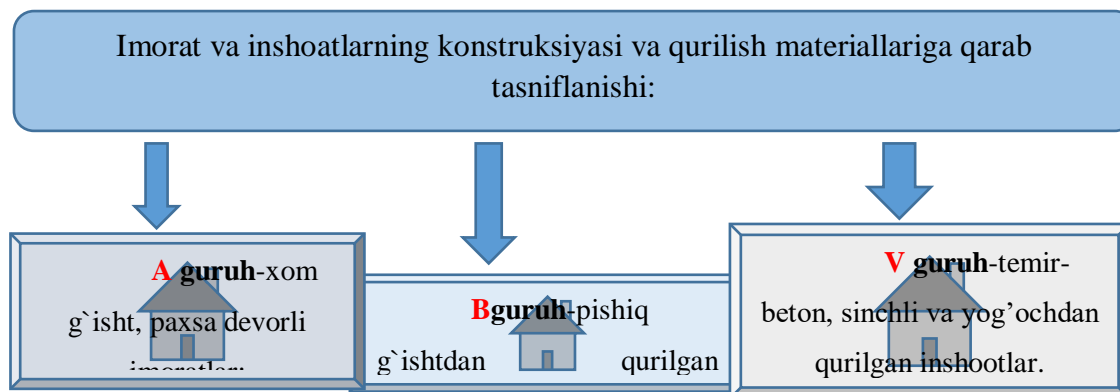 Imorat va inshoatlarning konstruksiyasi va qurilish materiallariga qarab
tasniflanishi:
A guruh-xom
g`isht, paxsa devorli
imoratlar;
Bguruh-pishiq
g`ishtdan qurilgan
V guruh-temir-
beton, sinchli va yog’ochdan
qurilgan inshootlar.